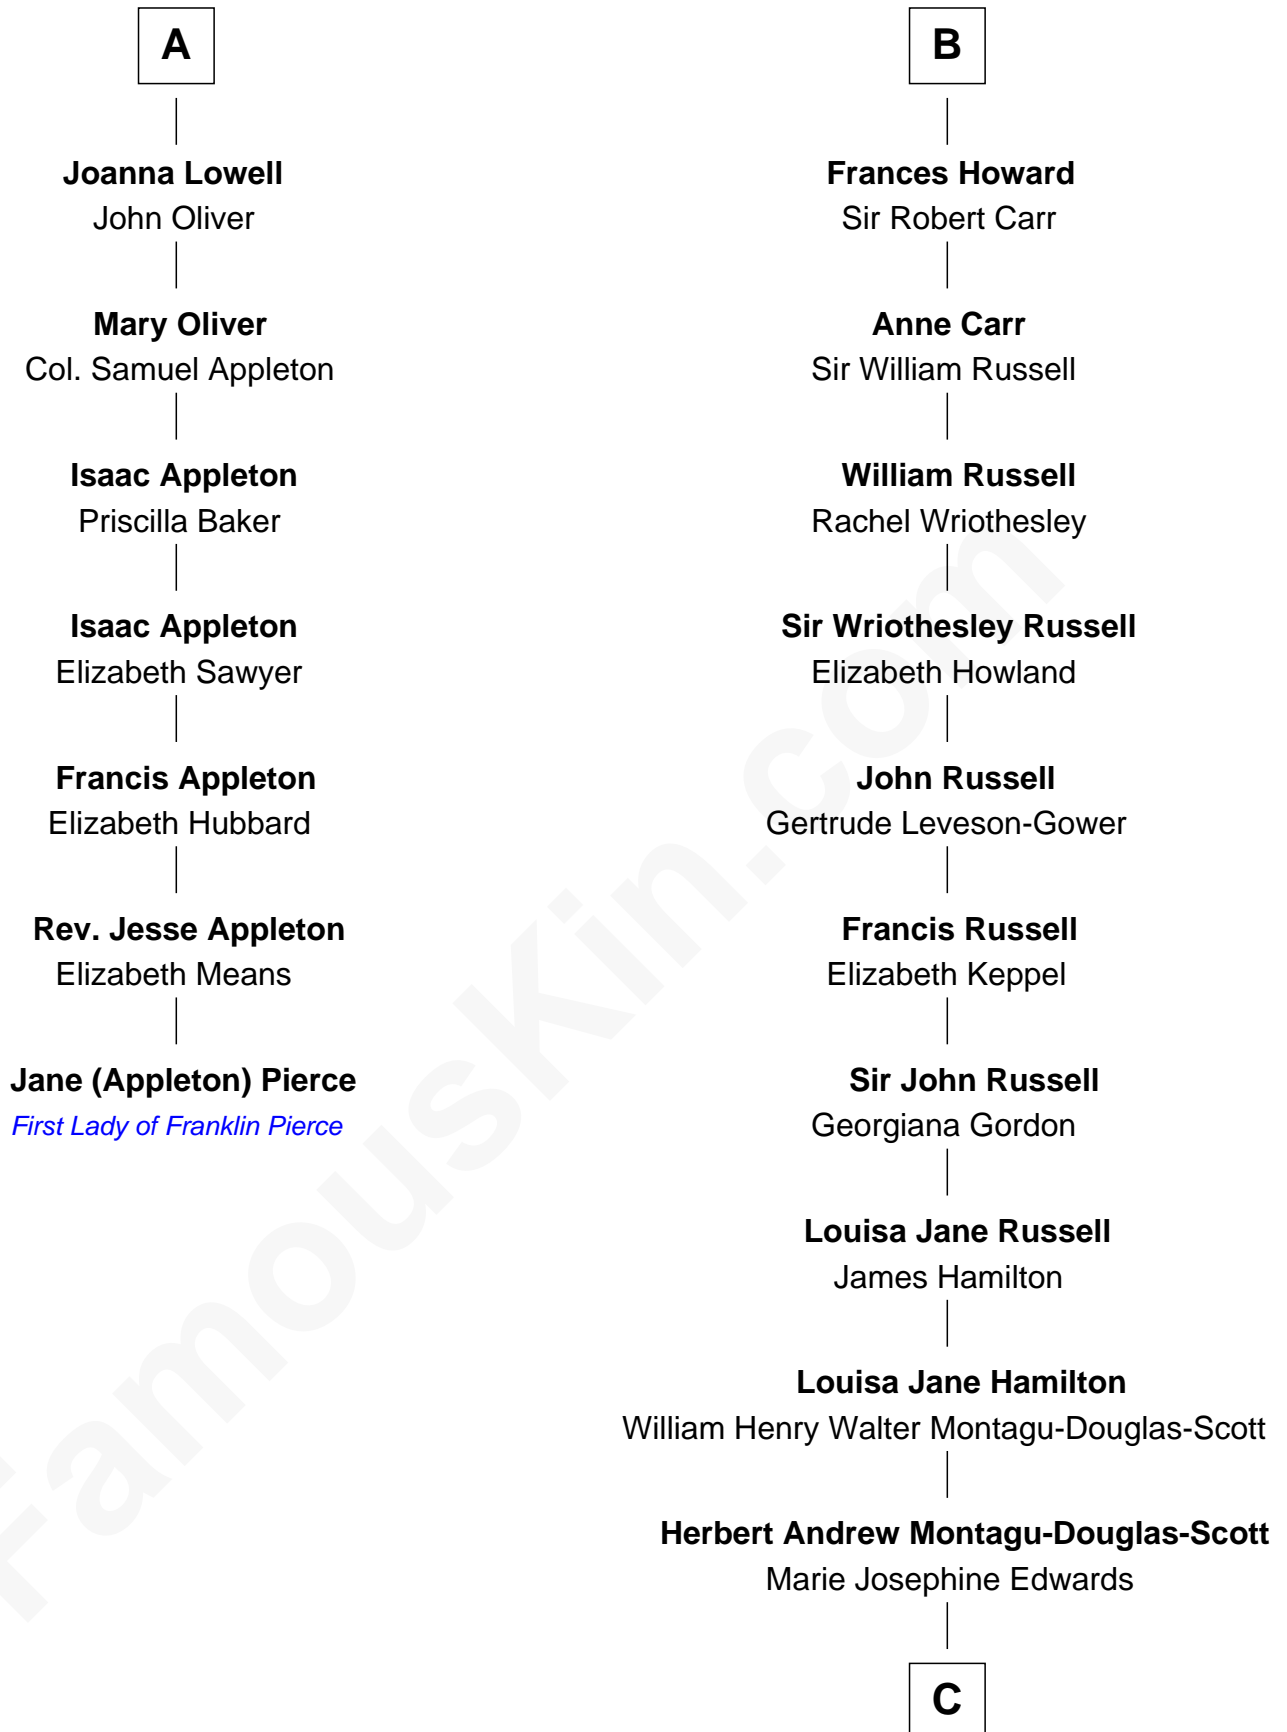 A
Joanna Lowell
John Oliver
Mary Oliver
Col. Samuel Appleton
Isaac Appleton
Priscilla Baker
Isaac Appleton
Elizabeth Sawyer
Francis Appleton
Elizabeth Hubbard
Rev. Jesse Appleton
Elizabeth Means
Jane (Appleton) Pierce
First Lady of Franklin Pierce
B
Frances Howard
Sir Robert Carr
Anne Carr
Sir William Russell
William Russell
Rachel Wriothesley
Sir Wriothesley Russell
Elizabeth Howland
John Russell
Gertrude Leveson-Gower
Francis Russell
Elizabeth Keppel
Sir John Russell
Georgiana Gordon
Louisa Jane Russell
James Hamilton
Louisa Jane Hamilton
William Henry Walter Montagu-Douglas-Scott
Herbert Andrew Montagu-Douglas-Scott
Marie Josephine Edwards
C
FamousKin.com